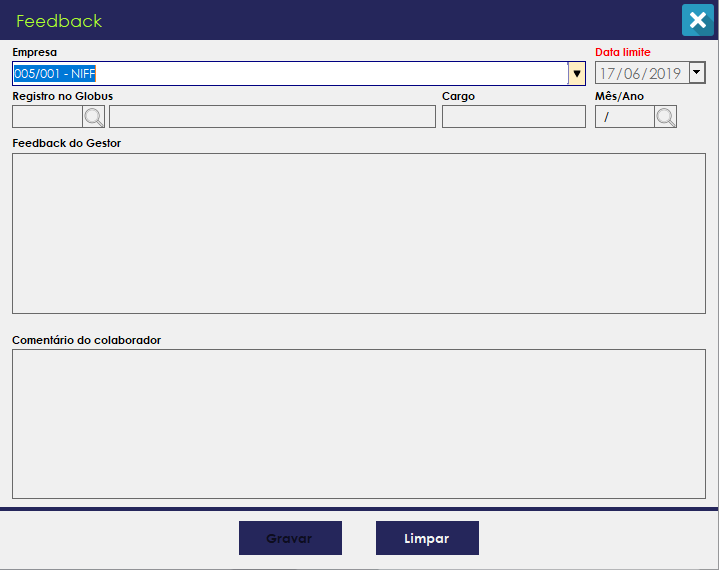 Feedback
Empresa Data limite
005/001 - NIFF 17/06/2019
Registro no Globus Cargo Mês/Ano
/
Feedback do Gestor
Comentário do colaborador
Gravar Limpar